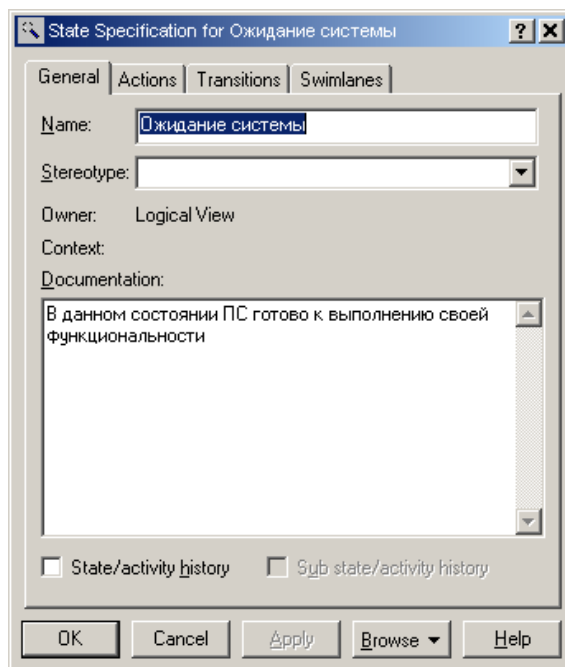 State Specification for Ожидание системы
General Actions Transitions Swimlanes
Name: Ожидание системы
Stereotype:
Owner: Logical View
Context:
Documentation:
В данном состоянии ПС готово к выполнению своей
функциональности
State/activity history Sub state/activity history
OK Cancel Apply Browse Help